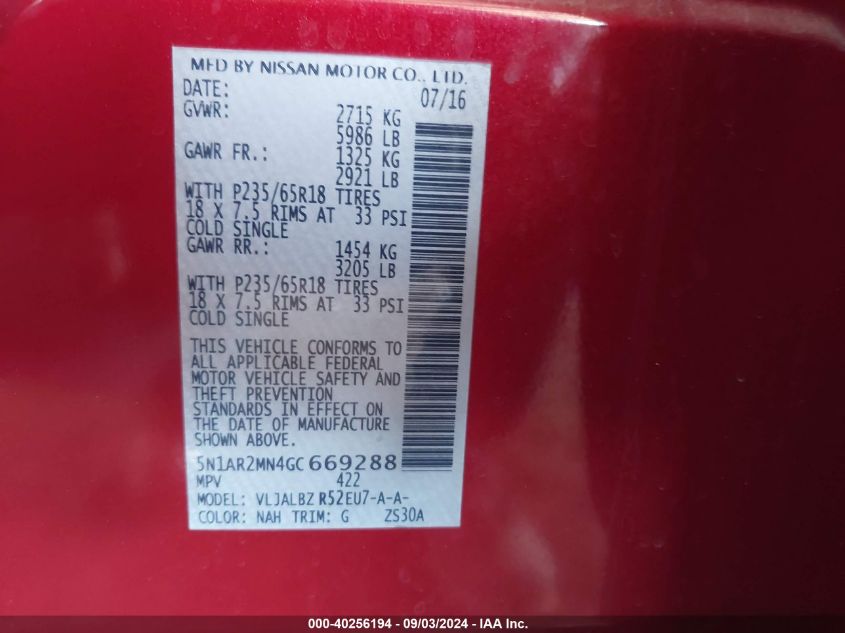 MFD BY NISSAN MOTOR CO., LTD.
DATE: 07/16
GVWR: 2715 KG
5986 LB
GAWR FR.: 1325 KG
2921 LB
WITH P235/65R18 TIRES
18 X 7.5 RIMS AT 33 PSI
COLD SINGLE
GAWR RR.: 1454 KG
3205 LB
WITH P235/65R18 TIRES
18 X 7.5 RIMS AT 33 PSI
COLD SINGLE
THIS VEHICLE CONFORMS TO
ALL APPLICABLE FEDERAL
MOTOR VEHICLE SAFETY AND
THEFT PREVENTION
STANDARDS IN EFFECT ON
THE DATE OF MANUFACTURE
SHOWN ABOVE.
5N1AR2MN4GC669288
MPV 422
MODEL: VLJALBZ R52EU7-A-A-
COLOR: NAH TRIM: G ZS30A
000-40256194 - 09/03/2024 - IAA Inc.